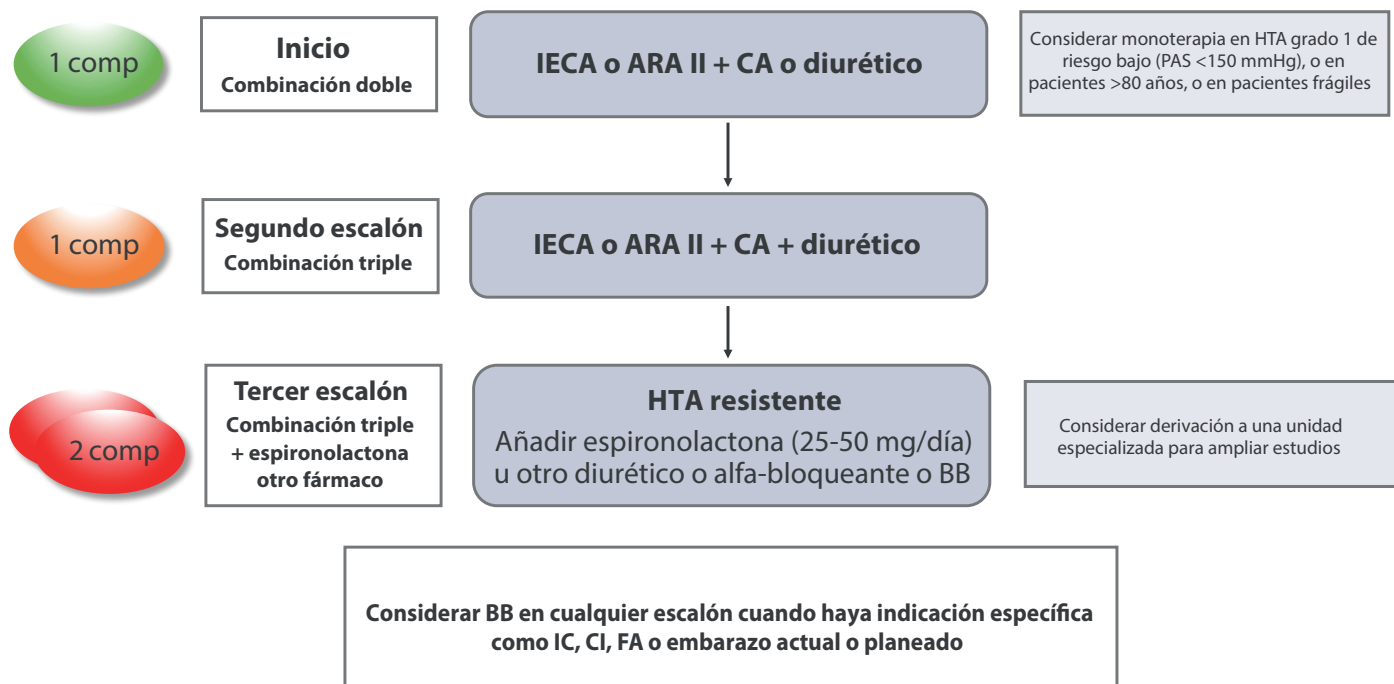 1 comp
Inicio
Combinación doble
IECA o ARA II + CA o diurético
Considerar monoterapia en HTA grado 1 de
riesgo bajo (PAS <150 mmHg), o en
pacientes >80 años, o en pacientes frágiles
1 comp
Segundo escalón
Combinación triple
IECA o ARA II + CA + diurético
2 comp
Tercer escalón
Combinación triple
+ espironolactona
otro fármaco
HTA resistente
Añadir espironolactona (25-50 mg/día)
u otro diurético o alfa-bloqueante o BB
Considerar derivación a una unidad
especializada para ampliar estudios
Considerar BB en cualquier escalón cuando haya indicación específica
como IC, CI, FA o embarazo actual o planeado